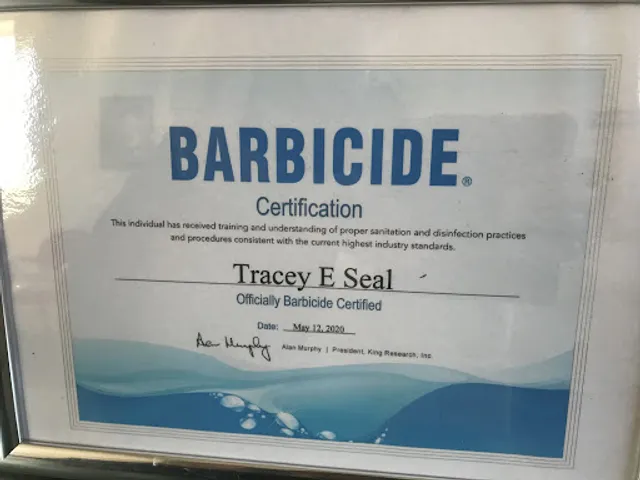 BARBICIDE®
Certification
This individual has received training and understanding of proper sanitation and disinfection practices
and procedures consistent with the current highest industry standards.
Tracey E Seal
Officially Barbicide Certified
Date: May 12, 2020
Alan Murphy Alan Murphy | President, King Research, Inc.